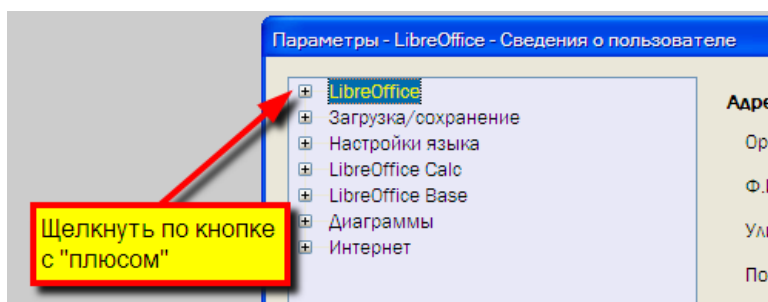 Параметры - LibreOffice - Сведения о пользователе
LibreOffice
Загрузка/сохранение
Настройки языка
LibreOffice Calc
LibreOffice Base
Диаграммы
Интернет
Щелкнуть по кнопке
с "плюсом"